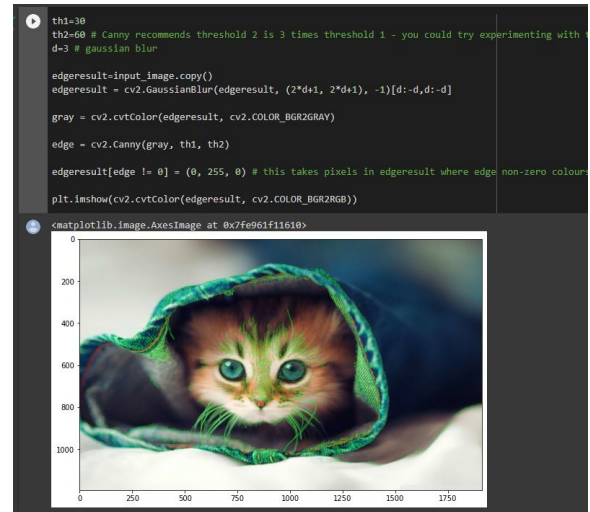 th1=30
th2=60 # Canny recommends threshold 2 is 3 times threshold 1 - you could try experimenting with t
d=3 # gaussian blur
edgeresult=input_image.copy()
edgeresult = cv2.GaussianBlur(edgeresult, (2*d+1, 2*d+1), -1)[d:-d,d:-d]
gray = cv2.cvtColor(edgeresult, cv2.COLOR_BGR2GRAY)
edge = cv2.Canny(gray, th1, th2)
edgeresult[edge != 0] = (0, 255, 0) # this takes pixels in edgeresult where edge non-zero colours
plt.imshow(cv2.cvtColor(edgeresult, cv2.COLOR_BGR2RGB))
<matplotlib.image.AxesImage at 0x7fe961f11610>
0
200
400
600
800
1000
0 250 500 750 1000 1250 1500 1750